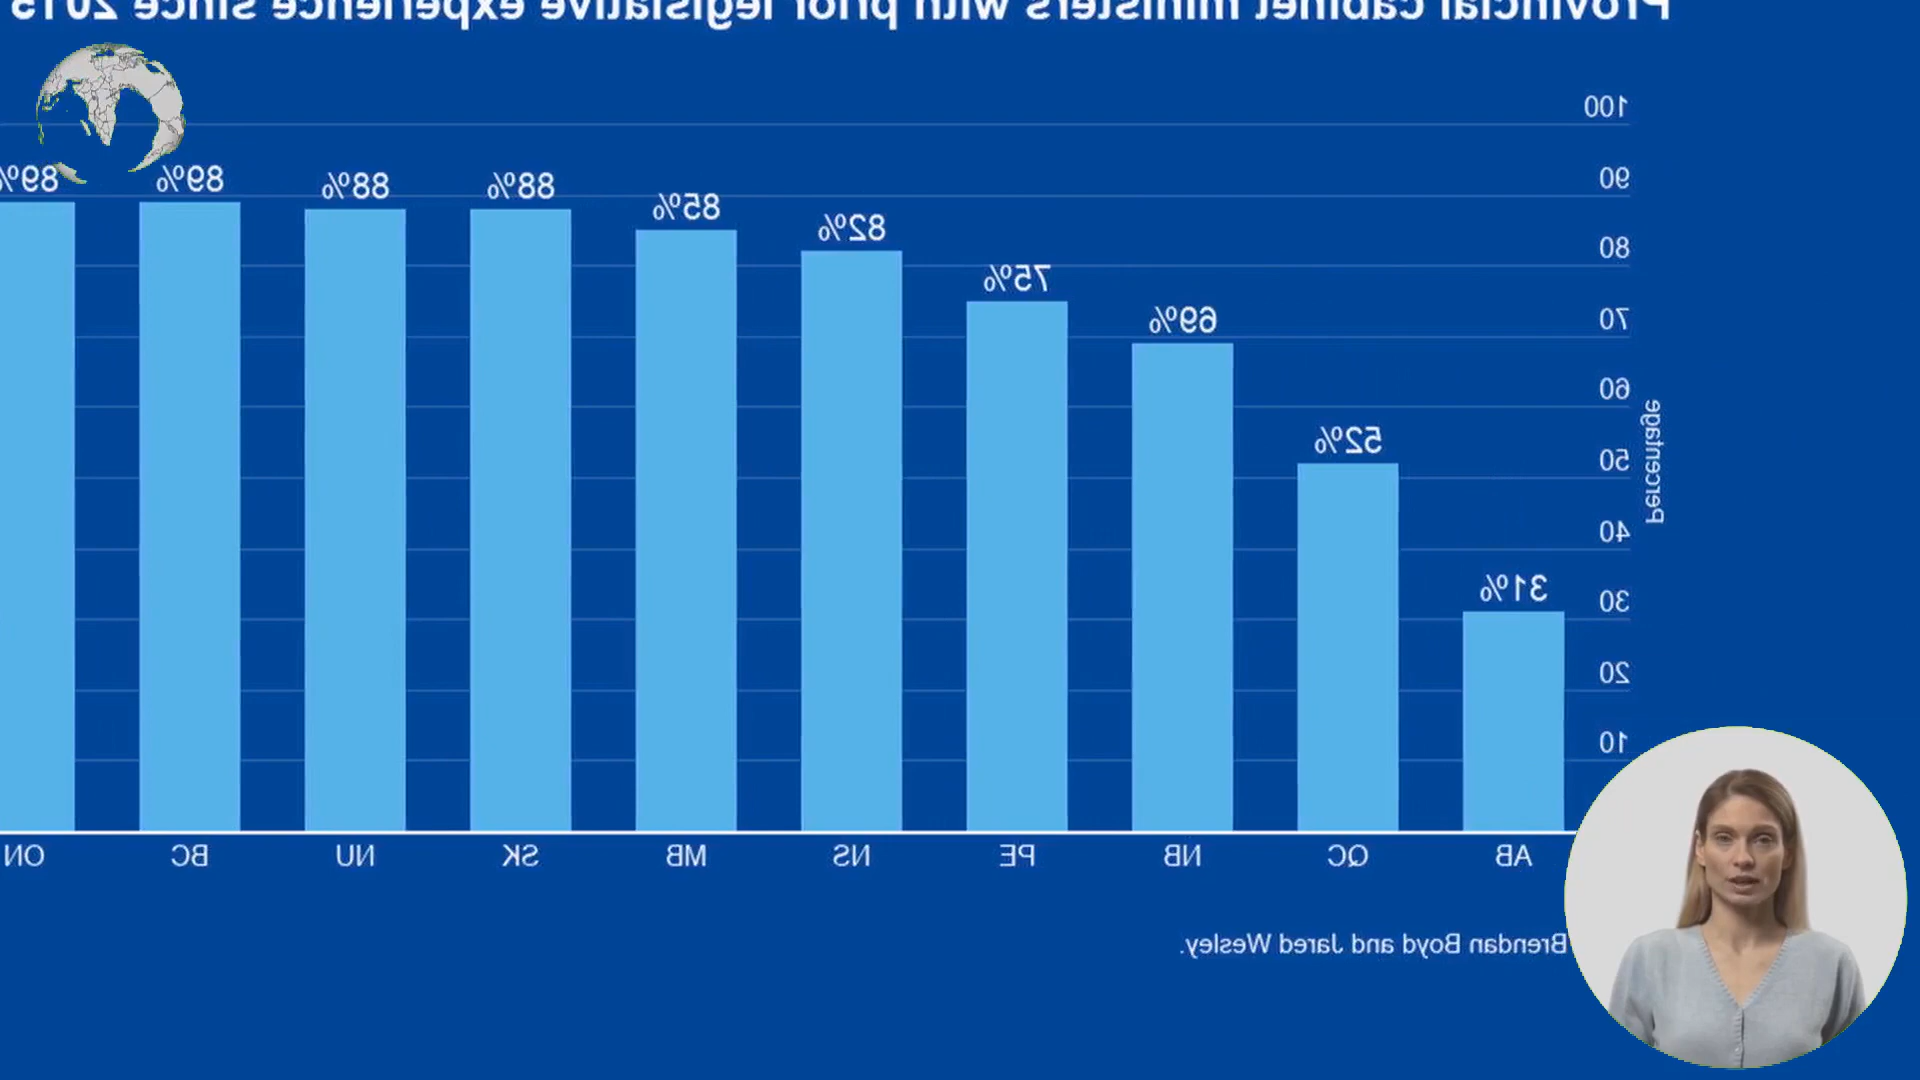 Provincial cabinet ministers with prior legislative experience since 2015
100
90
80
70
60
50
40
30
20
10
Percentage
31%
52%
69%
75%
82%
85%
88%
88%
89%
89%
AB
QC
NB
PE
NS
MB
SK
NU
BC
ON
Brendan Boyd and Jared Wesley.